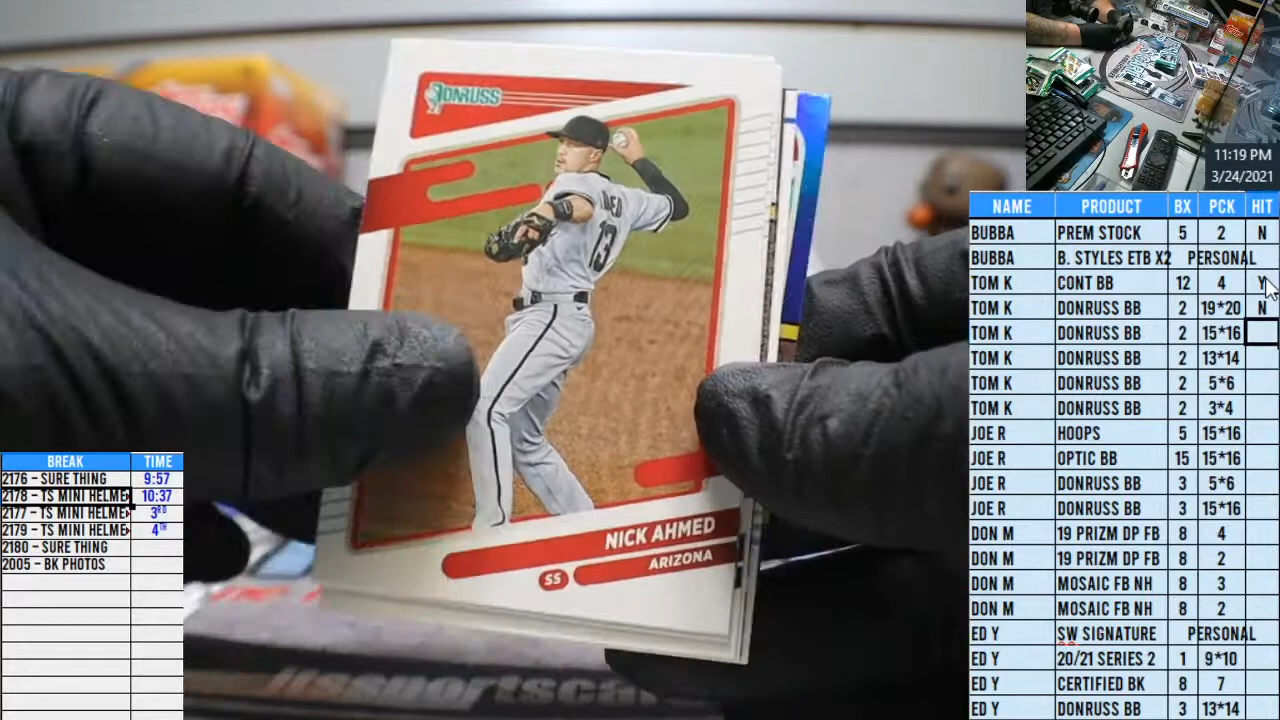 DONRUSS
MED
13
NICK AHMED
ARIZONA
SS
11:19 PM
3/24/2021
NAME PRODUCT BX PCK HIT
BUBBA PREM STOCK 5 2 N
BUBBA B. STYLES ETB X2 PERSONAL
TOM K CONT BB 12 4 Y
TOM K DONRUSS BB 2 19*20 N
TOM K DONRUSS BB 2 15*16
TOM K DONRUSS BB 2 13*14
TOM K DONRUSS BB 2 5*6
TOM K DONRUSS BB 2 3*4
JOE R HOOPS 5 15*16
JOE R OPTIC BB 15 15*16
JOE R DONRUSS BB 3 5*6
JOE R DONRUSS BB 3 15*16
DON M 19 PRIZM DP FB 8 4
DON M 19 PRIZM DP FB 8 2
DON M MOSAIC FB NH 8 3
DON M MOSAIC FB NH 8 2
ED Y SW SIGNATURE PERSONAL
ED Y 20/21 SERIES 2 1 9*10
ED Y CERTIFIED BK 8 7
ED Y DONRUSS BB 3 13*14
BREAK TIME
2176 – SURE THING 9:57
2178 – TS MINI HELME 10:37
2177 – TS MINI HELME 3RD
2179 – TS MINI HELME 4TH
2180 – SURE THING
2005 – BK PHOTOS